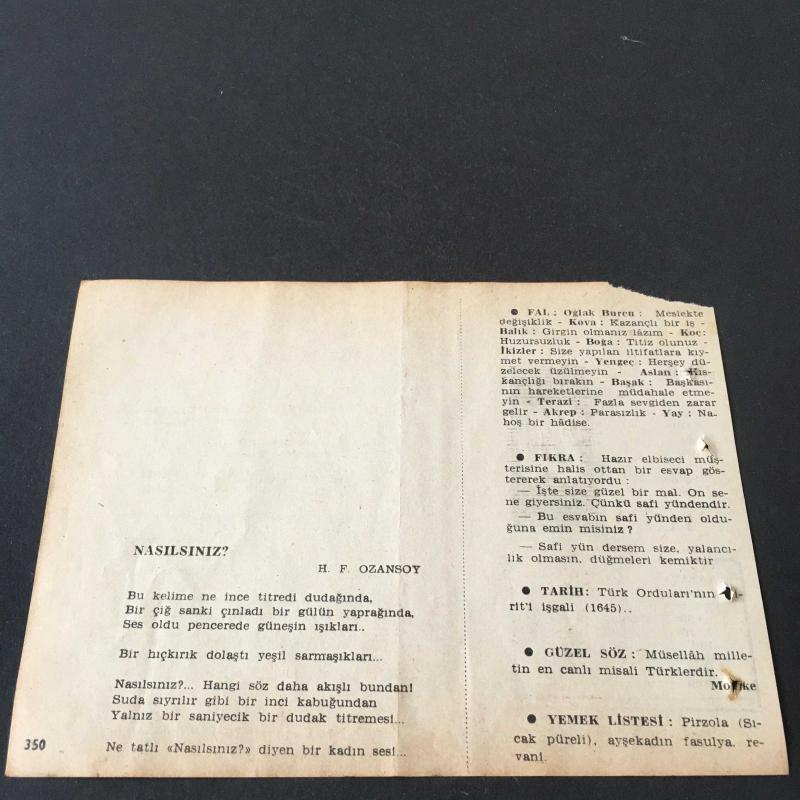 NASILSINIZ?
H. F. OZANSOY
Bu kelime ne ince titredi dudağında,
Bir çiğ sanki çınladı bir gülün yaprağında,
Ses oldu pencerede güneşin ışıkları..
Bir hıçkırık dolaştı yeşil sarmaşıkları...
Nasılsınız?... Hangi söz daha akışlı bundan!
Suda sıyrılır gibi bir inci kabuğundan
Yalnız bir saniyecik bir dudak titremesi...
Ne tatlı «Nasılsınız?» diyen bir kadın sesi...
350
● FAL : Oğlak Burcu : Meslekte
değişiklik - Kova : Kazançlı bir iş -
Balık : Girgin olmanız lâzım - Koç:
Huzursuzluk - Boğa : Titiz olunuz -
İkizler : Size yapılan iltifatlara kıy-
met vermeyin - Yengeç : Herşey dü-
zelecek üzülmeyin - Aslan : Kıs-
kançlığı bırakın - Başak : Başkası-
nın hareketlerine müdahale etme-
yin - Terazi : Fazla sevgiden zarar
gelir - Akrep : Parasızlık - Yay : Na-
hoş bir hâdise.
● FIKRA : Hazır elbiseci müş-
terisine halis ottan bir esvap gös-
tererek anlatıyordu :
— İşte size güzel bir mal. On se-
ne giyersiniz. Çünkü safi yündendir.
— Bu esvabın safi yünden oldu-
ğuna emin misiniz ?
— Safi yün dersem size, yalancı-
lık olmasın, düğmeleri kemiktir
● TARİH : Türk Orduları'nın
rit'i işgali (1645)..
● GÜZEL SÖZ : Müsellâh mille-
tin en canlı misali Türklerdir.
● YEMEK LİSTESİ : Pirzola (Sı-
cak püreli), ayşekadın fasulya. re-
vani.